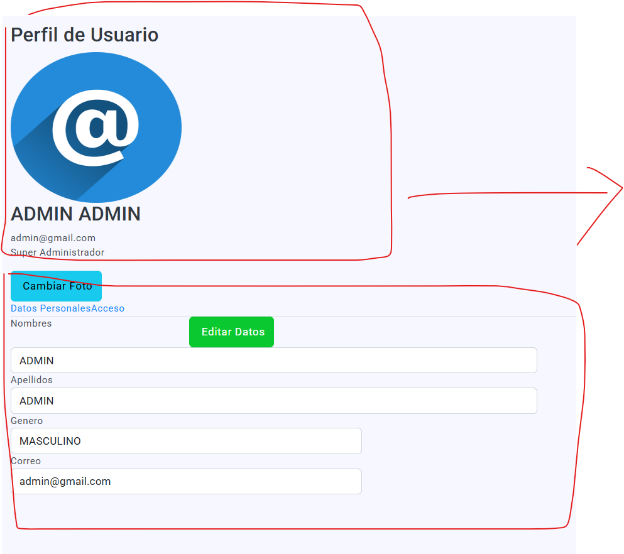 Perfil de Usuario
@
ADMIN ADMIN
admin@gmail.com
Super Administrador
Cambiar Foto
Datos PersonalesAcceso
Nombres
Editar Datos
ADMIN
Apellidos
ADMIN
Genero
MASCULINO
Correo
admin@gmail.com